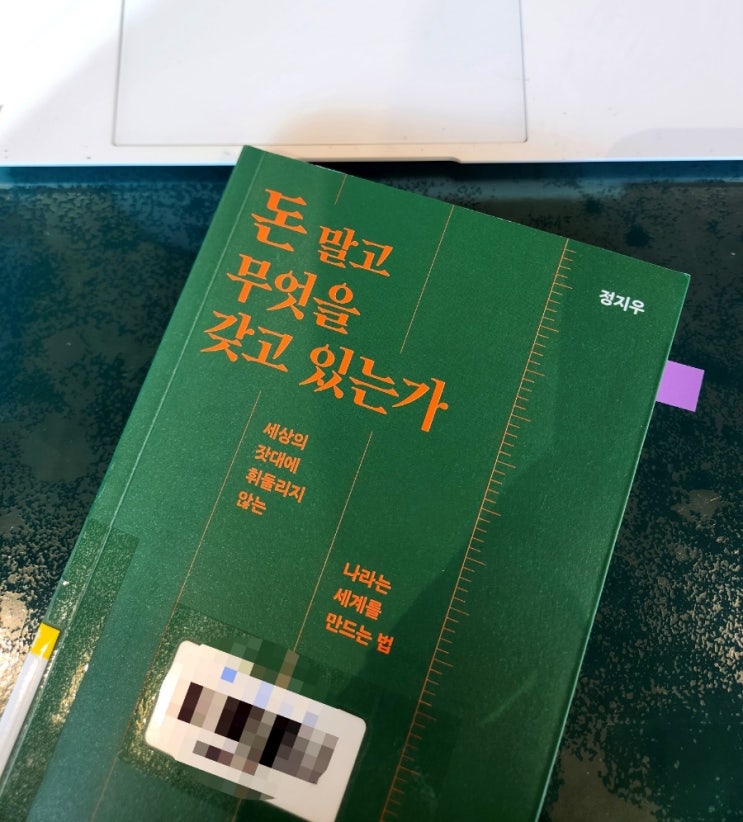 돈 말고
무엇을
갖고 있는가
정지우
세상의
잣대에
휘둘리지
않는
나라는
세계를
만드는 법